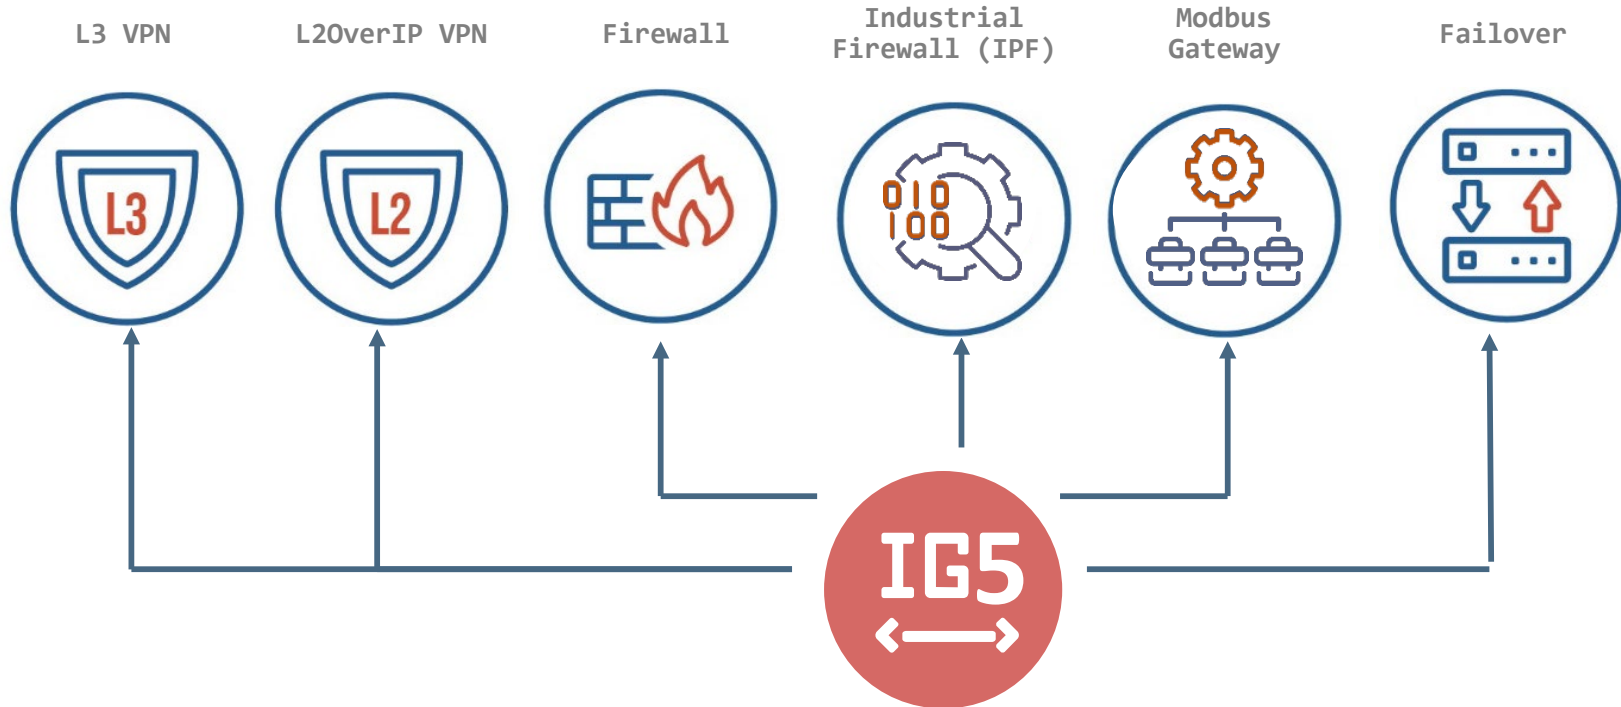 L3 VPN
L2OverIP VPN
Firewall
Industrial
Firewall (IPF)
Modbus
Gateway
Failover
L3
L2
010
100
IG5